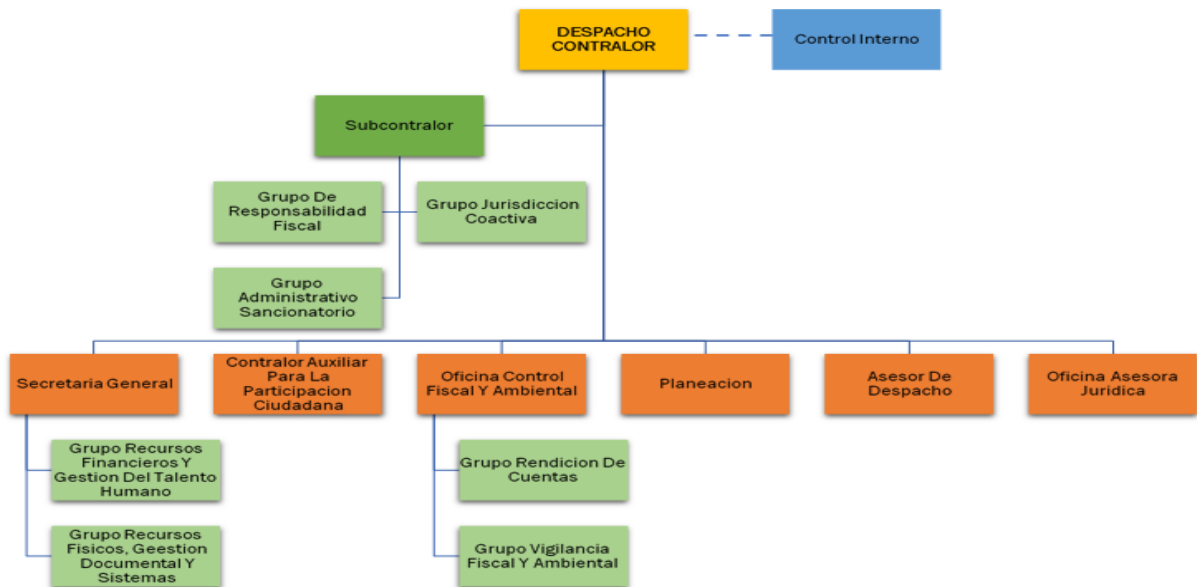 DESPACHO
CONTRALOR
Control Interno
Subcontralor
Grupo De
Responsabilidad
Fiscal
Grupo Jurisdiccion
Coactiva
Grupo
Administrativo
Sancionatorio
Secretaria General
Contralor Auxiliar
Para La
Participacion
Ciudadana
Oficina Control
Fiscal Y Ambiental
Planeacion
Asesor De
Despacho
Oficina Asesora
Juridica
Grupo Recursos
Financieros Y
Gestion Del Talento
Humano
Grupo Rendicion De
Cuentas
Grupo Recursos
Fisicos, Geestion
Documental Y
Sistemas
Grupo Vigilancia
Fiscal Y Ambiental